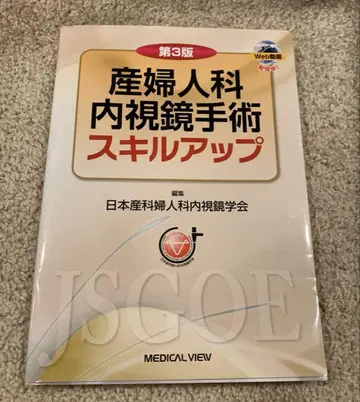 第3版
Web動画
産婦人科
内視鏡手術
スキルアップ
編集
日本産科婦人科内視鏡学会
JSGOE
MEDICAL VIEW